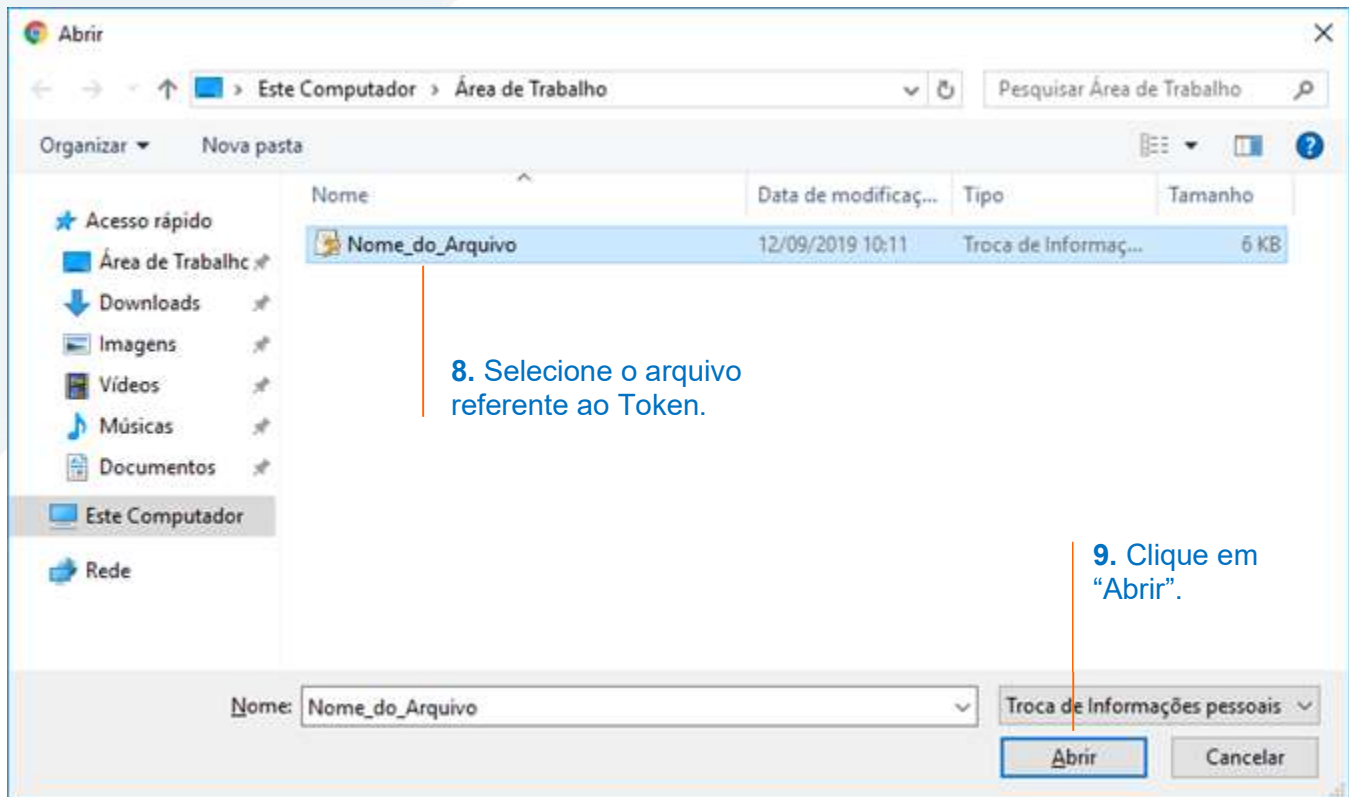 Abrir
Este Computador › Área de Trabalho
Pesquisar Área de Trabalho
Organizar
Nova pasta
Nome
Data de modificaç...
Tipo
Tamanho
Acesso rápido
Nome_do_Arquivo
12/09/2019 10:11
Troca de Informaç...
6 KB
Área de Trabalhc
Downloads
Imagens
Vídeos
Músicas
Documentos
Este Computador
Rede
8. Selecione o arquivo
referente ao Token.
9. Clique em
“Abrir”.
Nome:
Nome_do_Arquivo
Troca de Informações pessoais
Abrir
Cancelar